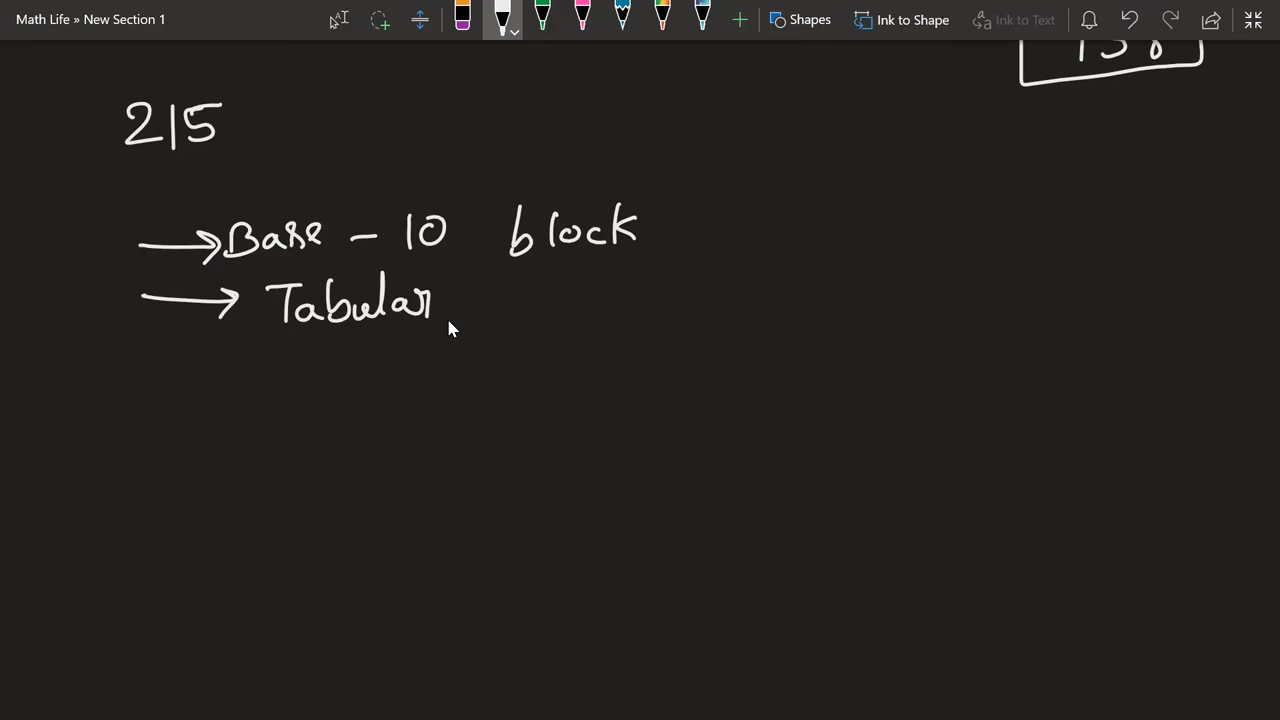 Math Life » New Section 1
Shapes
Ink to Shape
Ink to Text
215
Base - 10 block
Tabular